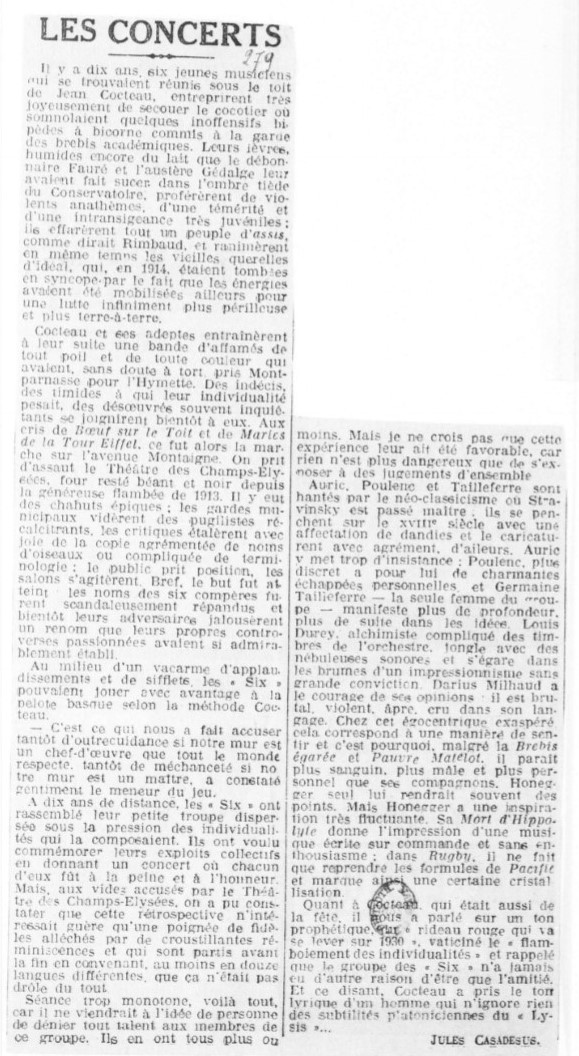 LES CONCERTS
279
Il y a dix ans, six jeunes musiciens
qui se trouvaient réunis sous le toit
de Jean Cocteau, entreprirent très
joyeusement de secouer le cocotier où
somnolaient quelques inoffensifs bi-
pèdes à bicorne commis à la garde
des brebis académiques. Leurs lèvres,
humides encore du lait que le débon-
naire Fauré et l'austère Gédalge leur
avaient fait sucer dans l'ombre tiède
du Conservatoire, proférèrent de vio-
lents anathèmes, d'une témérité et
d'une intransigeance très juvéniles ;
ils effarèrent tout un peuple d'assis,
comme dirait Rimbaud, et ranimèrent
en même temps les vieilles querelles
d'idéal, qui, en 1914, étaient tombées
en syncope par le fait que les énergies
avaient été mobilisées ailleurs pour
une lutte infiniment plus périlleuse
et plus terre-à-terre.
Cocteau et ses adeptes entraînèrent
à leur suite une bande d'affamés de
tout poil et de toute couleur qui
avaient, sans doute à tort, pris Mont-
parnasse pour l'Hymette. Des indécis,
des timides à qui leur individualité
pesait, des désœuvrés souvent inquié-
tants se joignirent bientôt à eux. Aux
cris de Bœuf sur le Toit et de Maries
de la Tour Eiffel, ce fut alors la mar-
che sur l'avenue Montaigne. On prit
d'assaut le Théâtre des Champs-Ely-
sées, four resté béant et noir depuis
la généreuse flambée de 1913. Il y eut
des chahuts épiques ; les gardes mu-
nicipaux vidèrent des pugilistes ré-
calcitrants, les critiques étalèrent avec
joie de la copie agrémentée de noms
d'oiseaux ou compliquée de termi-
nologie ; le public prit position, les
salons s'agitèrent. Bref, le but fut at-
teint : les noms des six compères fu-
rent scandaleusement répandus et
bientôt leurs adversaires jalousèrent
un renom que leurs propres contro-
verses passionnées avaient si admira-
blement établi.
Au milieu d'un vacarme d'applau-
dissements et de sifflets, les « Six »
pouvaient jouer avec avantage à la
pelote basque selon la méthode Coc-
teau.
— C'est ce qui nous a fait accuser
tantôt d'outrecuidance si notre mur est
un chef-d'œuvre que tout le monde
respecte, tantôt de méchanceté si no
tre mur est un maître, a constaté
gentiment le meneur du jeu.
A dix ans de distance, les « Six » ont
rassemblé leur petite troupe disper-
sée sous la pression des individuali-
tés qui la composaient. Ils ont voulu
commémorer leurs exploits collectifs
en donnant un concert où chacun
d'eux fût à la peine et à l'honneur.
Mais, aux vides accusés par le Théâ-
tre des Champs-Elysées, on a pu cons-
tater que cette rétrospective n'inté-
ressait guère qu'une poignée de fidè-
les alléchés par de croustillantes ré-
miniscences et qui sont partis avant
la fin en convenant, au moins en douze
langues différentes, que ça n'était pas
drôle du tout
Séance trop monotone, voilà tout,
car il ne viendrait à l'idée de personne
de dénier tout talent aux membres de
ce groupe. Ils en ont tous plus ou
moins. Mais je ne crois pas que cette
expérience leur ait été favorable, car
rien n'est plus dangereux que de s'ex-
poser à des jugements d'ensemble
Auric, Poulenc et Tailleferre sont
hantés par le néo-classicisme où Stra-
vinsky est passé maître ; ils se pen-
chent sur le XVIIIe siècle avec une
affectation de dandies et le caricatu-
rent avec agrément, d'ailleurs. Auric
y met trop d'insistance ; Poulenc, plus
discret a pour lui de charmantes
échappées personnelles et Germaine
Tailleferre — la seule femme du grou-
pe — manifeste plus de profondeur,
plus de suite dans les idées. Louis
Durey, alchimiste compliqué des tim-
bres de l'orchestre, jongle avec des
nébuleuses sonores et s'égare dans
les brumes d'un impressionnisme sans
grande conviction. Darius Milhaud a
le courage de ses opinions : il est bru-
tal, violent, âpre, cru dans son lan-
gage. Chez cet égocentrique exaspéré,
cela correspond à une manière de sen-
tir et c'est pourquoi, malgré la Brebis
égarée et Pauvre Matelot, il paraît
plus sanguin, plus mâle et plus per-
sonnel que ses compagnons. Honeg-
ger seul lui rendrait souvent des
points. Mais Honegger a une inspira-
tion très fluctuante. Sa Mort d'Hippo-
lyte donne l'impression d'une musi-
que écrite sur commande et sans en-
thousiasme ; dans Rugby, il ne fait
que reprendre les formules de Pacific
et marque ainsi une certaine cristal
lisation.
Quant à Cocteau, qui était aussi de
la fête, il nous a parlé sur un ton
prophétique, du « rideau rouge qui va
se lever sur 1930 », vaticiné le « flam-
boiement des individualités » et rappelé
que le groupe des « Six » n'a jamais
eu d'autre raison d'être que l'amitié.
Et ce disant, Cocteau a pris le ton
lyrique d'un homme qui n'ignore rien
des subtilités platoniciennes du « Ly-
sis »...
JULES CASADESUS.